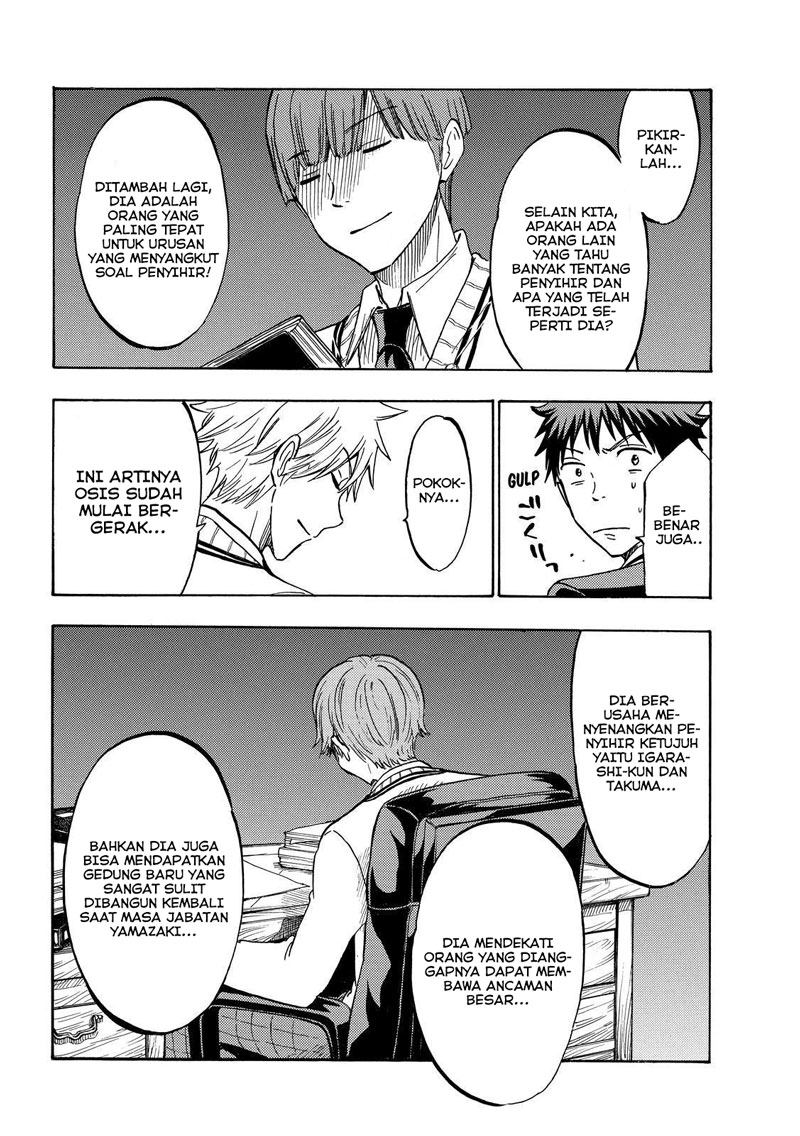 PIKIR-
KAN-
LAH...
SELAIN KITA,
APAKAH ADA
ORANG LAIN
YANG TAHU
BANYAK TENTANG
PENYIHIR DAN
APA YANG TELAH
TERJADI SE-
PERTI DIA?
DITAMBAH LAGI,
DIA ADALAH
ORANG YANG
PALING TEPAT
UNTUK URUSAN
YANG MENYANGKUT
SOAL PENYIHIR!
BE-
BENAR
JUGA..
GULP
POKOK-
NYA...
INI ARTINYA
OSIS SUDAH
MULAI BER-
GERAK...
DIA BER-
USAHA ME-
NYENANGKAN PE-
NYIHIR KETUJUH
YAITU IGARA-
SHI-KUN DAN
TAKUMA...
DIA MENDEKATI
ORANG YANG DIANG-
GAPNYA DAPAT MEM-
BAWA ANCAMAN
BESAR...
BAHKAN DIA JUGA
BISA MENDAPATKAN
GEDUNG BARU YANG
SANGAT SULIT
DIBANGUN KEMBALI
SAAT MASA JABATAN
YAMAZAKI...